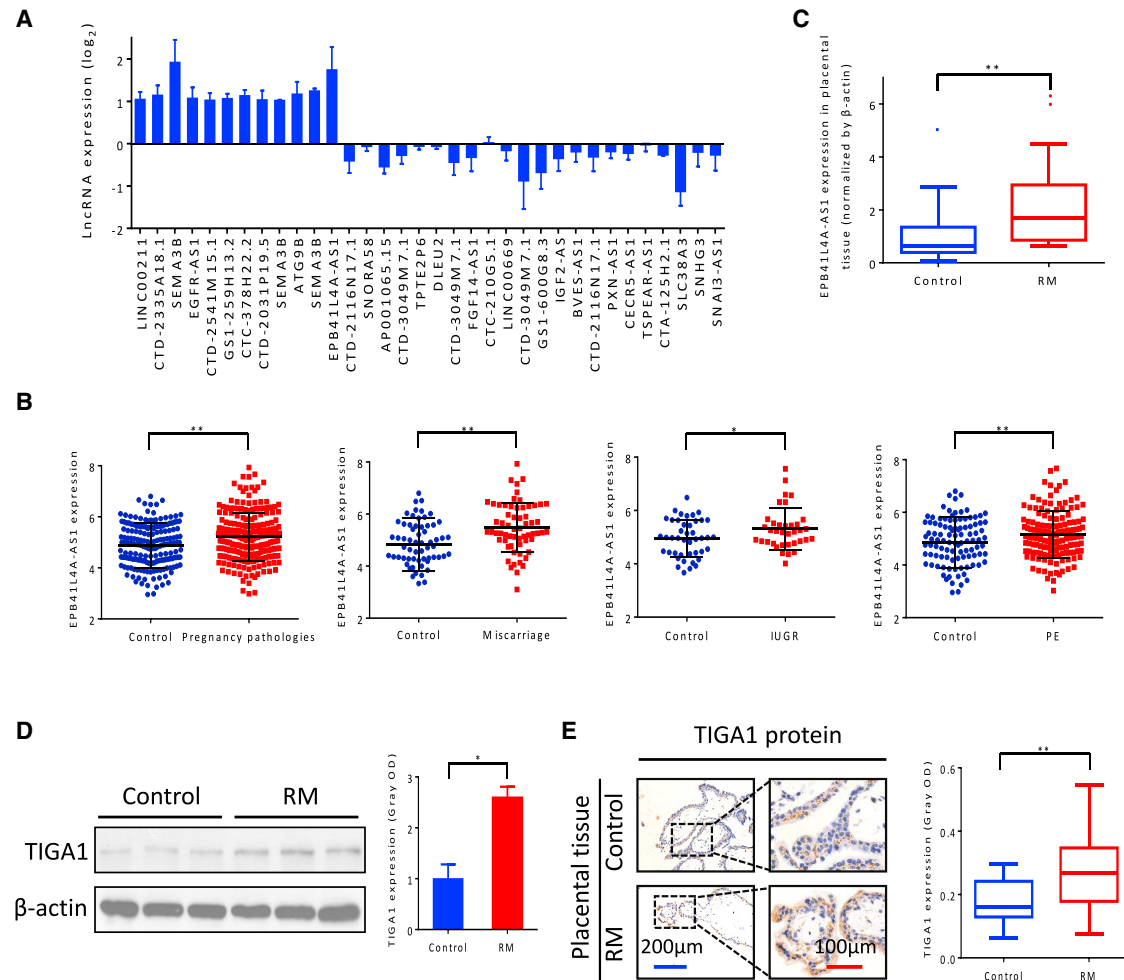 A
LncRNA expression (log2)
2
1
0
-1
-2
LINC00211
CTD-2335A18.1
SEMA3B
EGFR-AS1
CTD-2541M15.1
GS1-259H13.2
CTC-378H22.2
CTD-2031P19.5
SEMA3B
ATG9B
SEMA3B
EPB41L4A-AS1
CTD-2116N17.1
SNORA58
AP001065.15
CTD-3049M7.1
TPTE2P6
DLEU2
CTD-3049M7.1
FGF14-AS1
CTC-210G5.1
LINC00669
CTD-3049M7.1
GS1-600G8.3
IGF2-AS
BVES-AS1
CTD-2116N17.1
PXN-AS1
CECR5-AS1
TSPEAR-AS1
CTA-125H2.1
SLC38A3
SNHG3
SNAI3-AS1
C
EPB41L4A-AS1 expression in placental
tissue (normalized by β-actin)
6
4
2
0
**
Control RM
B
EPB41L4A-AS1 expression
8
6
4
2
**
Control Pregnancy pathologies
EPB41L4A-AS1 expression
8
6
4
2
**
Control Miscarriage
EPB41L4A-AS1 expression
8
6
4
2
*
Control IUGR
EPB41L4A-AS1 expression
8
6
4
2
**
Control PE
D
Control RM
TIGA1
β-actin
TIGA1 expression (Gray OD)
3
2
1
0
*
Control RM
E
TIGA1 protein
Placental tissue
Control
RM
200μm
100μm
TIGA1 expression (Gray OD)
0.6
0.4
0.2
0.0
**
Control RM